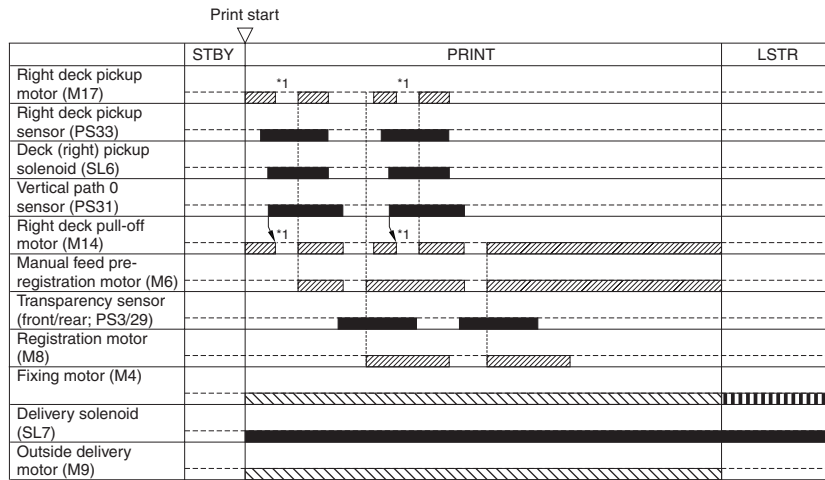 Print start
STBY PRINT LSTR
Right deck pickup
motor (M17)
*1 *1
Right deck pickup
sensor (PS33)
Deck (right) pickup
solenoid (SL6)
Vertical path 0
sensor (PS31)
Right deck pull-off
motor (M14)
*1 *1
Manual feed pre-
registration motor (M6)
Transparency sensor
(front/rear; PS3/29)
Registration motor
(M8)
Fixing motor (M4)
Delivery solenoid
(SL7)
Outside delivery
motor (M9)